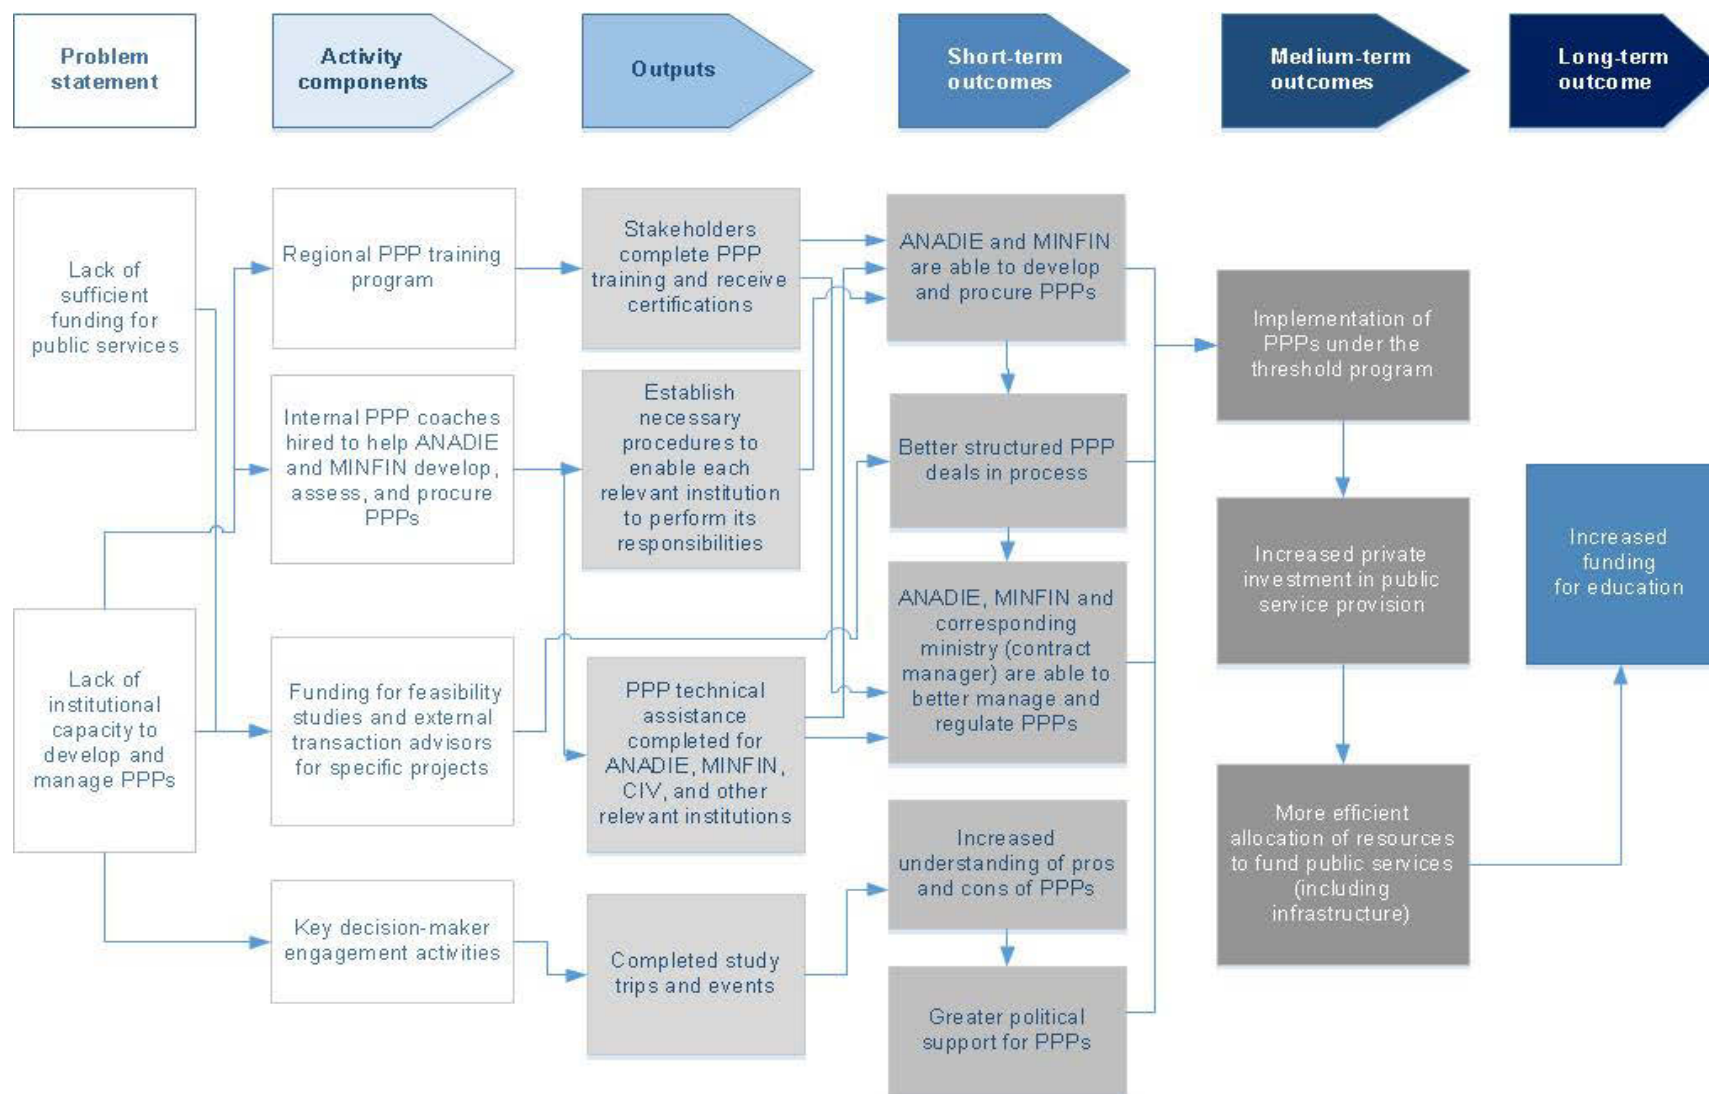 Problem
statement
Activity
components
Outputs
Short-term
outcomes
Medium-term
outcomes
Long-term
outcome
Lack of
sufficient
funding for
public services
Lack of
institutional
capacity to
develop and
manage PPPs
Regional PPP training
program
Internal PPP coaches
hired to help ANADIE
and MINFIN develop,
assess, and procure
PPPs
Funding for feasibility
studies and external
transaction advisors
for specific projects
Key decision-maker
engagement activities
Stakeholders
complete PPP
training and receive
certifications
Establish
necessary
procedures to
enable each
relevant institution
to perform its
responsibilities
PPP technical
assistance
completed for
ANADIE, MINFIN,
CIV, and other
relevant institutions
Completed study
trips and events
ANADIE and MINFIN
are able to develop
and procure PPPs
Better structured PPP
deals in process
ANADIE, MINFIN and
corresponding
ministry (contract
manager) are able to
better manage and
regulate PPPs
Increased
understanding of pros
and cons of PPPs
Greater political
support for PPPs
Implementation of
PPPs under the
threshold program
Increased private
investment in public
service provision
More efficient
allocation of resources
to fund public services
(including
infrastructure)
Increased
funding
for education